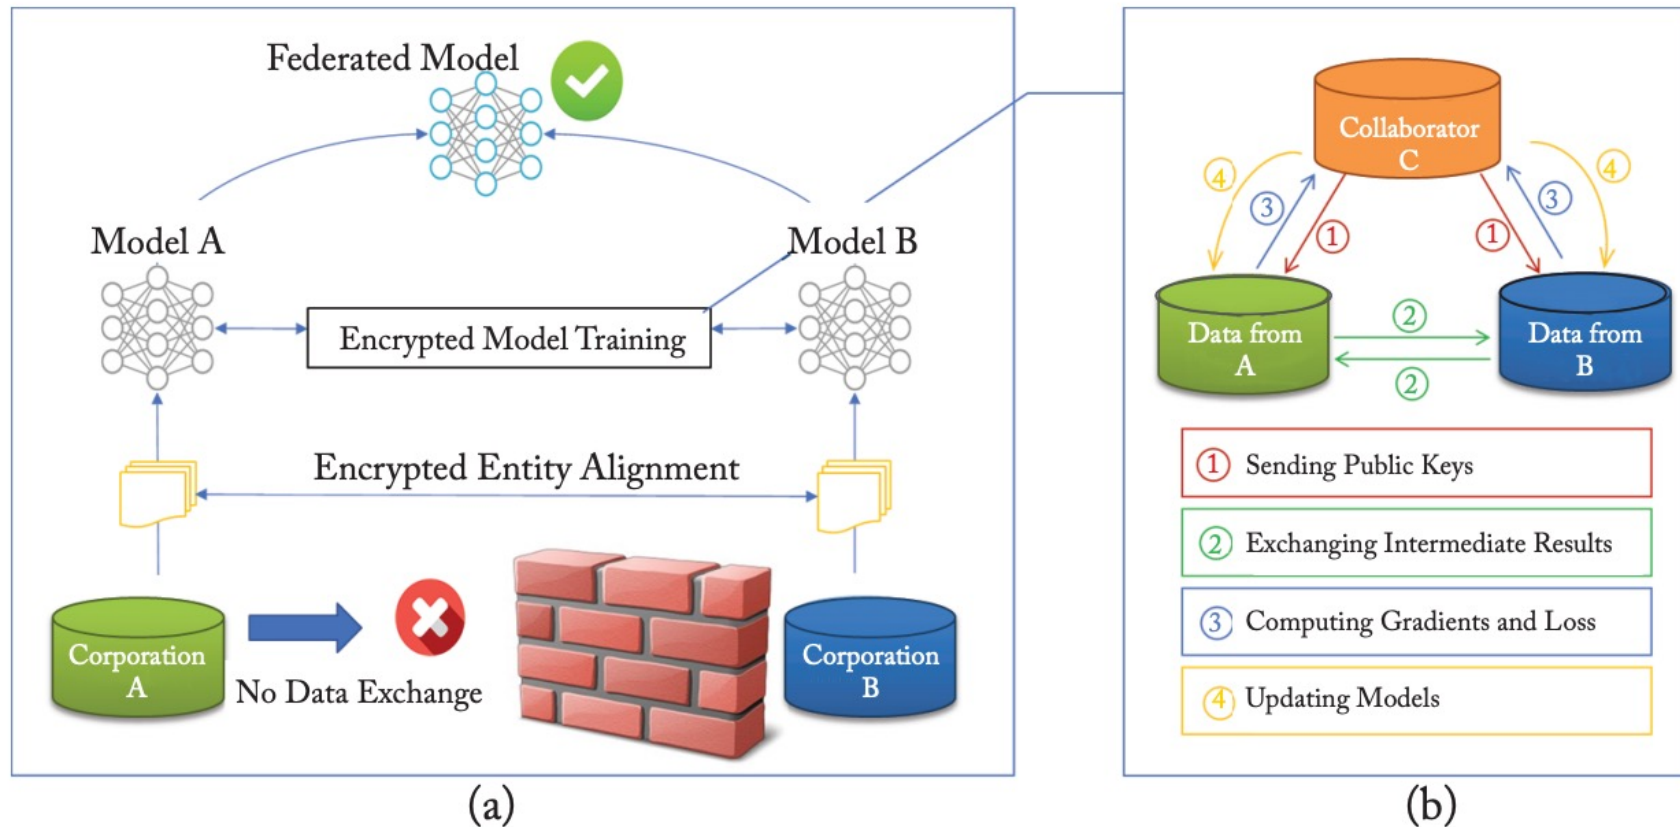 Federated Model
Model A
Model B
Encrypted Model Training
Encrypted Entity Alignment
Corporation
A
No Data Exchange
Corporation
B
(a)
Collaborator
C
4
3
1
1
3
4
Data from
A
2
2
Data from
B
1 Sending Public Keys
2 Exchanging Intermediate Results
3 Computing Gradients and Loss
4 Updating Models
(b)